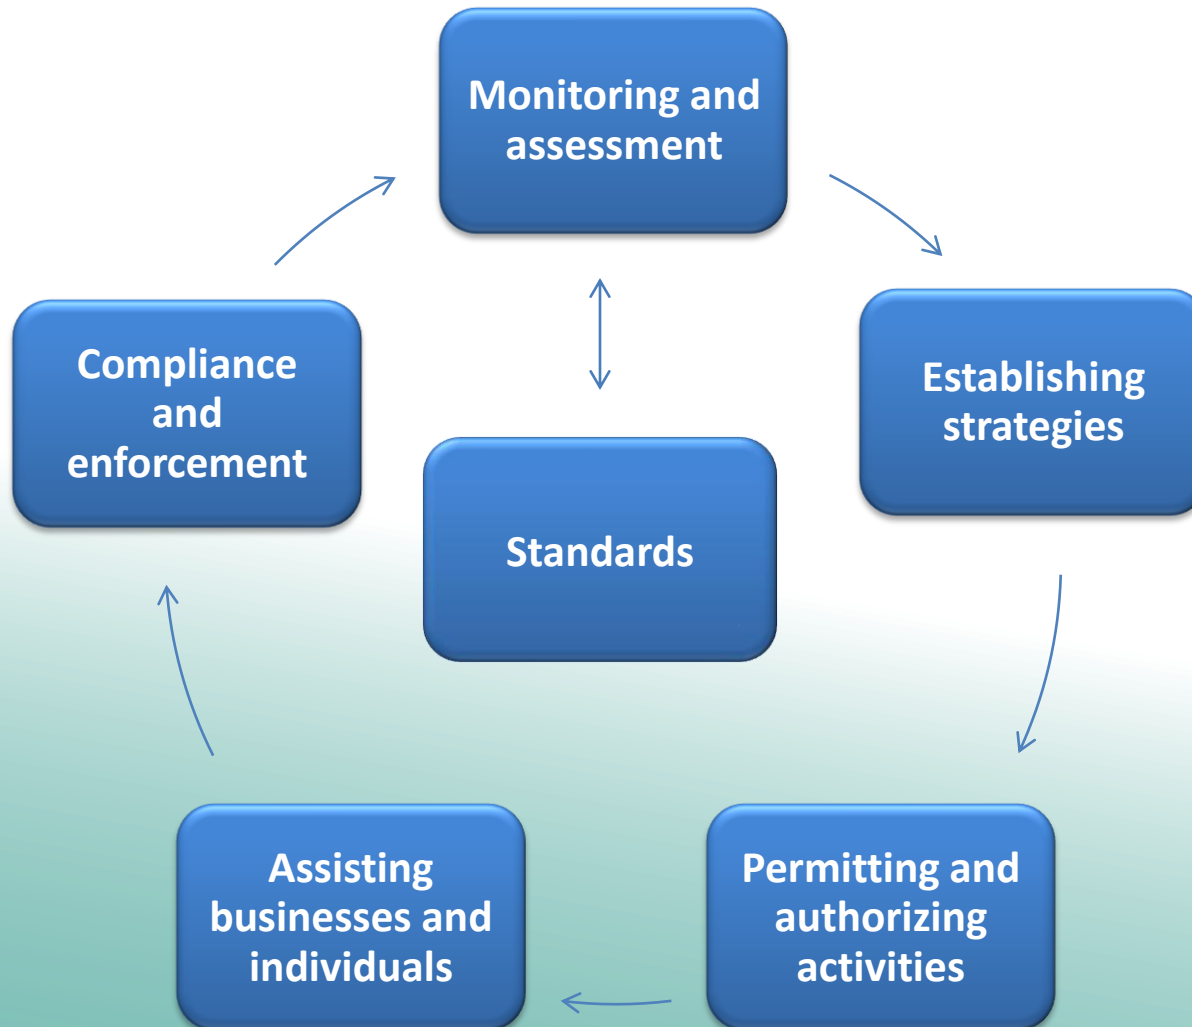 Monitoring and
assessment
Compliance
and
enforcement
Establishing
strategies
Standards
Assisting
businesses and
individuals
Permitting and
authorizing
activities